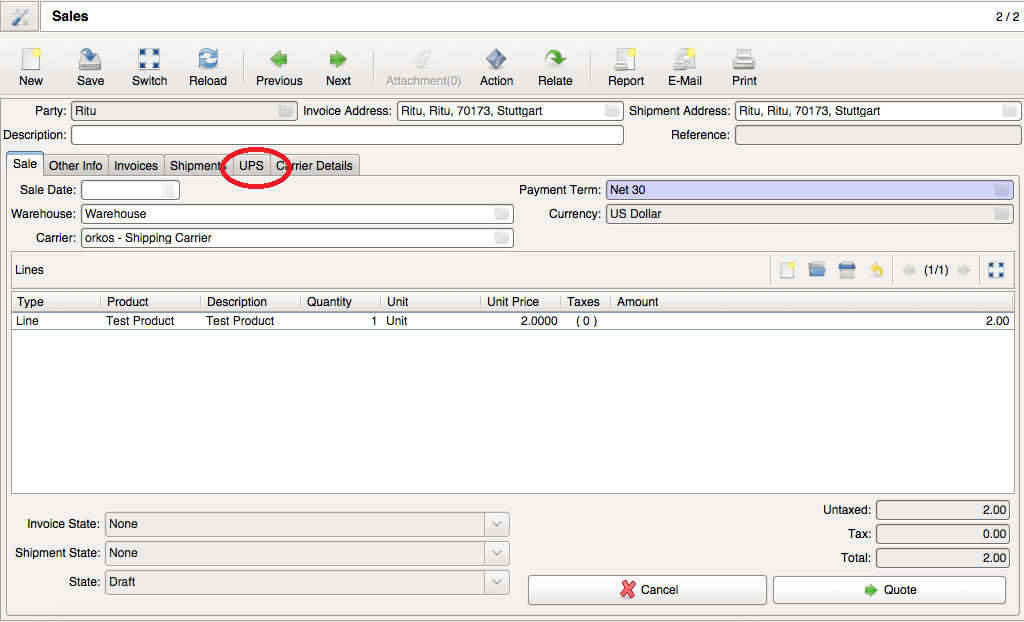 Sales 2 / 2
New Save Switch Reload Previous Next Attachment(0) Action Relate Report E-Mail Print
Party: Ritu Invoice Address: Ritu, Ritu, 70173, Stuttgart Shipment Address: Ritu, Ritu, 70173, Stuttgart
Description: Reference:
Sale Other Info Invoices Shipments UPS Carrier Details
Sale Date: Payment Term: Net 30
Warehouse: Warehouse Currency: US Dollar
Carrier: orkos - Shipping Carrier
Lines (1/1)
Type Product Description Quantity Unit Unit Price Taxes Amount
Line Test Product Test Product 1 Unit 2.0000 ( 0 ) 2.00
Untaxed: 2.00
Invoice State: None
Tax: 0.00
Shipment State: None
Total: 2.00
State: Draft
Cancel Quote